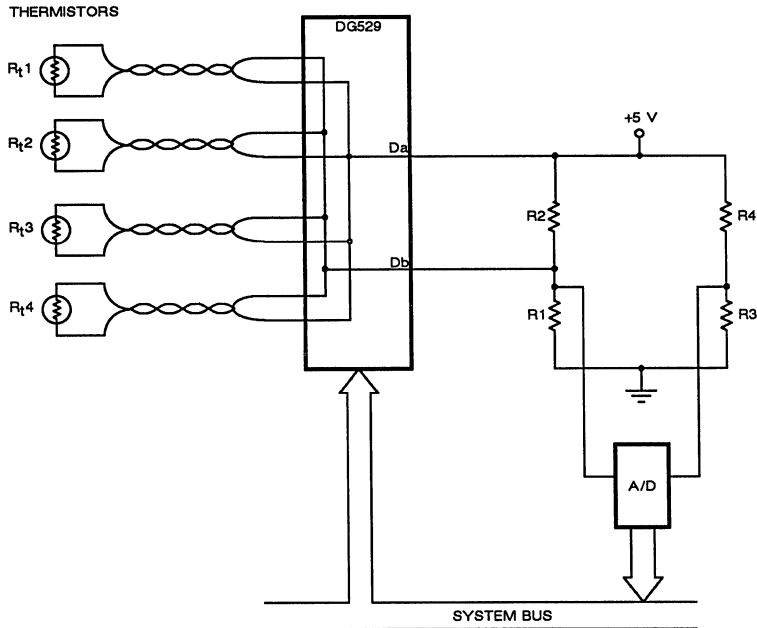 THERMISTORS
DG529
Rt1
Rt2
Da
+5 V
R2
R4
Rt3
Db
R1
R3
Rt4
A/D
SYSTEM BUS